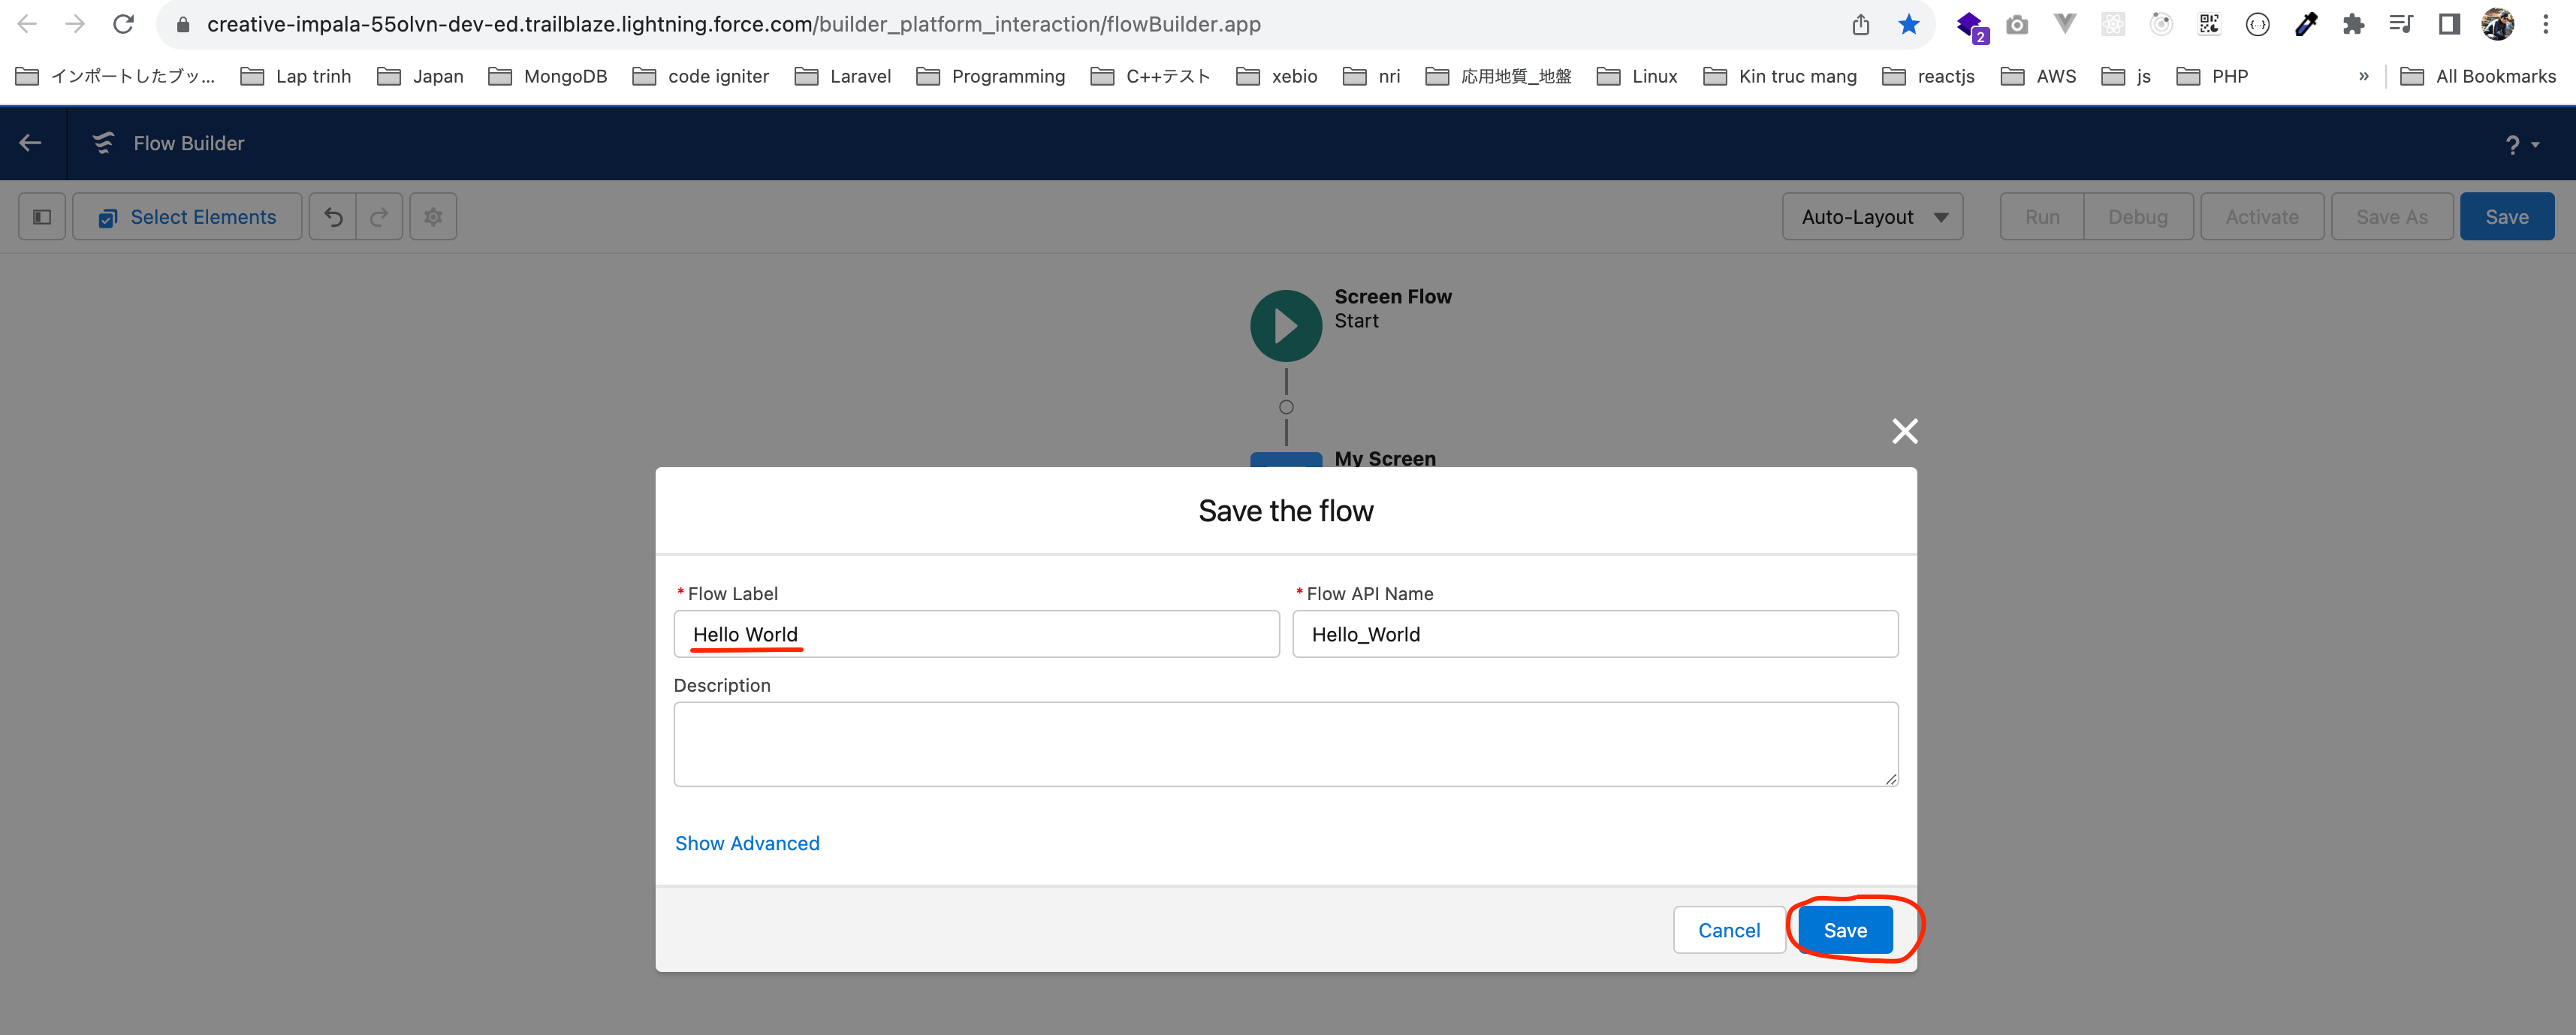 creative-impala-55olvn-dev-ed.trailblaze.lightning.force.com/builder_platform_interaction/flowBuilder.app
2
インポートしたブッ... Lap trinh Japan MongoDB code igniter Laravel Programming C++テスト xebio nri 応用地質_地盤 Linux Kin truc mang reactjs AWS js PHP » All Bookmarks
Flow Builder ?
Select Elements Auto-Layout Run Debug Activate Save As Save
Screen Flow
Start
My Screen
Save the flow
* Flow Label * Flow API Name
Hello World Hello_World
Description
Show Advanced
Cancel Save